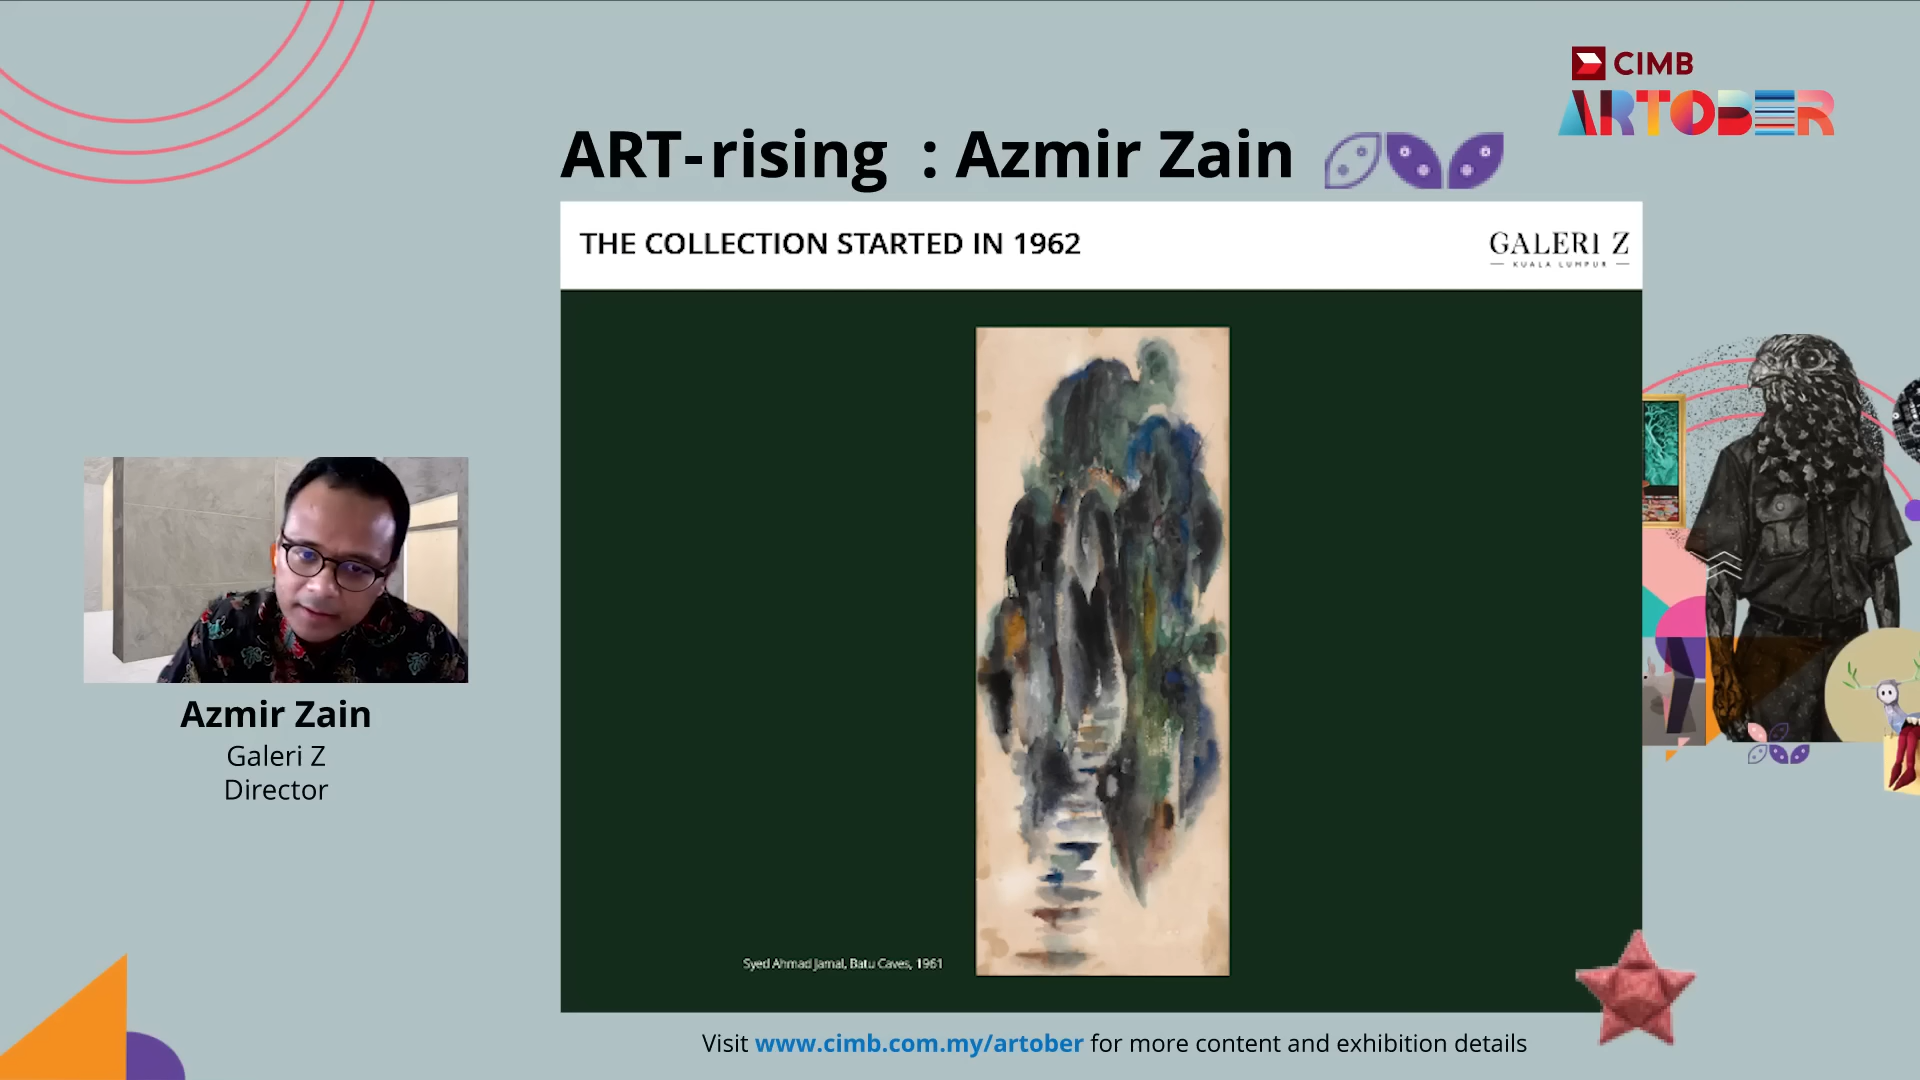 CIMB
ARTOBER
ART-rising : Azmir Zain
THE COLLECTION STARTED IN 1962
GALERI Z
KUALA LUMPUR
Azmir Zain
Galeri Z
Director
Syed Ahmad Jamal, Batu Caves, 1961
Visit www.cimb.com.my/artober for more content and exhibition details